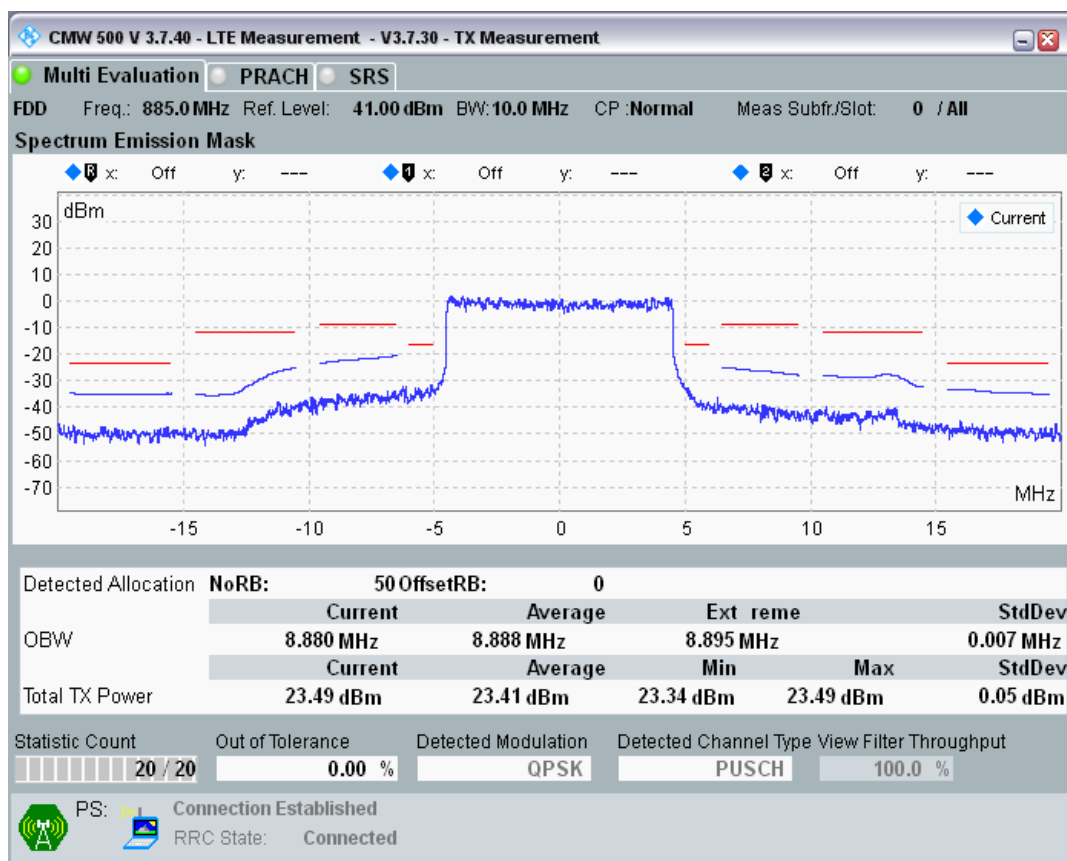 CMW 500 V 3.7.40 - LTE Measurement - V3.7.30 - TX Measurement
Multi Evaluation PRACH SRS
FDD Freq.: 885.0 MHz Ref. Level: 41.00 dBm BW: 10.0 MHz CP :Normal Meas Subfr./Slot: 0 / All
Spectrum Emission Mask
R x: Off y: --- 1 x: Off y: --- 2 x: Off y: ---
dBm
Current
30
20
10
0
-10
-20
-30
-40
-50
-60
-70
MHz
-15 -10 -5 0 5 10 15
Detected Allocation NoRB: 50 OffsetRB: 0
Current Average Ext reme StdDev
OBW 8.880 MHz 8.888 MHz 8.895 MHz 0.007 MHz
Current Average Min Max StdDev
Total TX Power 23.49 dBm 23.41 dBm 23.34 dBm 23.49 dBm 0.05 dBm
Statistic Count Out of Tolerance Detected Modulation Detected Channel Type View Filter Throughput
20 / 20 0.00 % QPSK PUSCH 100.0 %
PS: Connection Established
RRC State: Connected